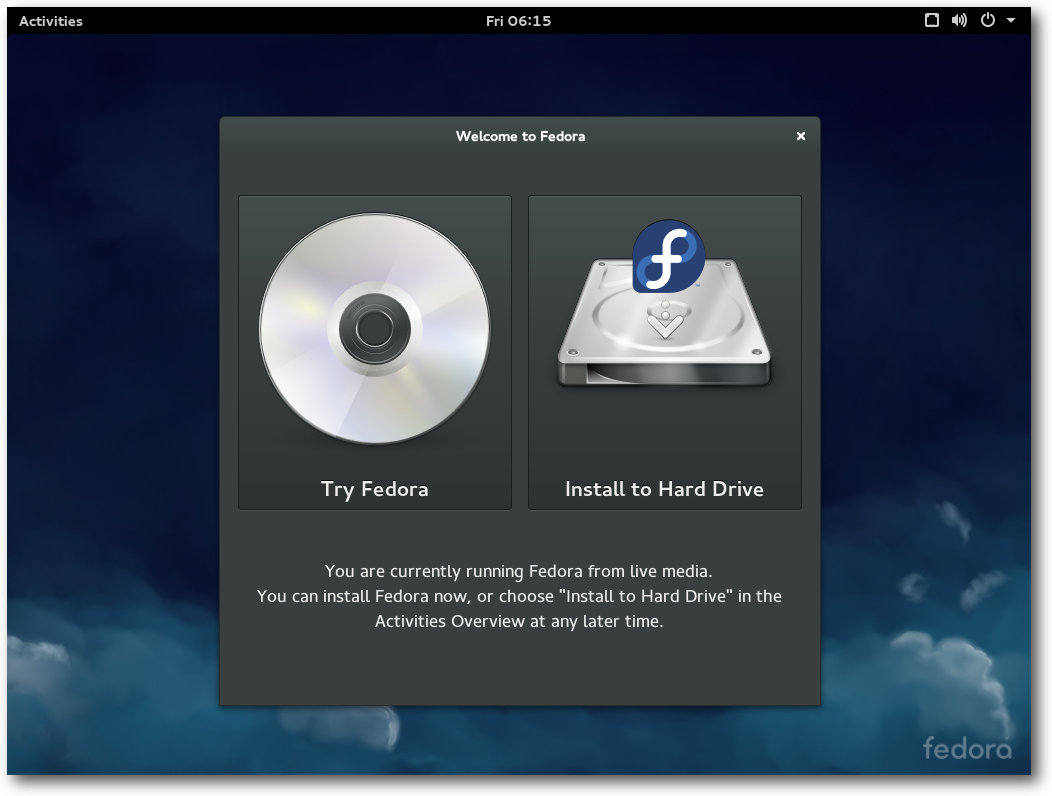 Activities
Fri 06:15
Welcome to Fedora
Try Fedora
Install to Hard Drive
You are currently running Fedora from live media.
You can install Fedora now, or choose "Install to Hard Drive" in the
Activities Overview at any later time.
fedora